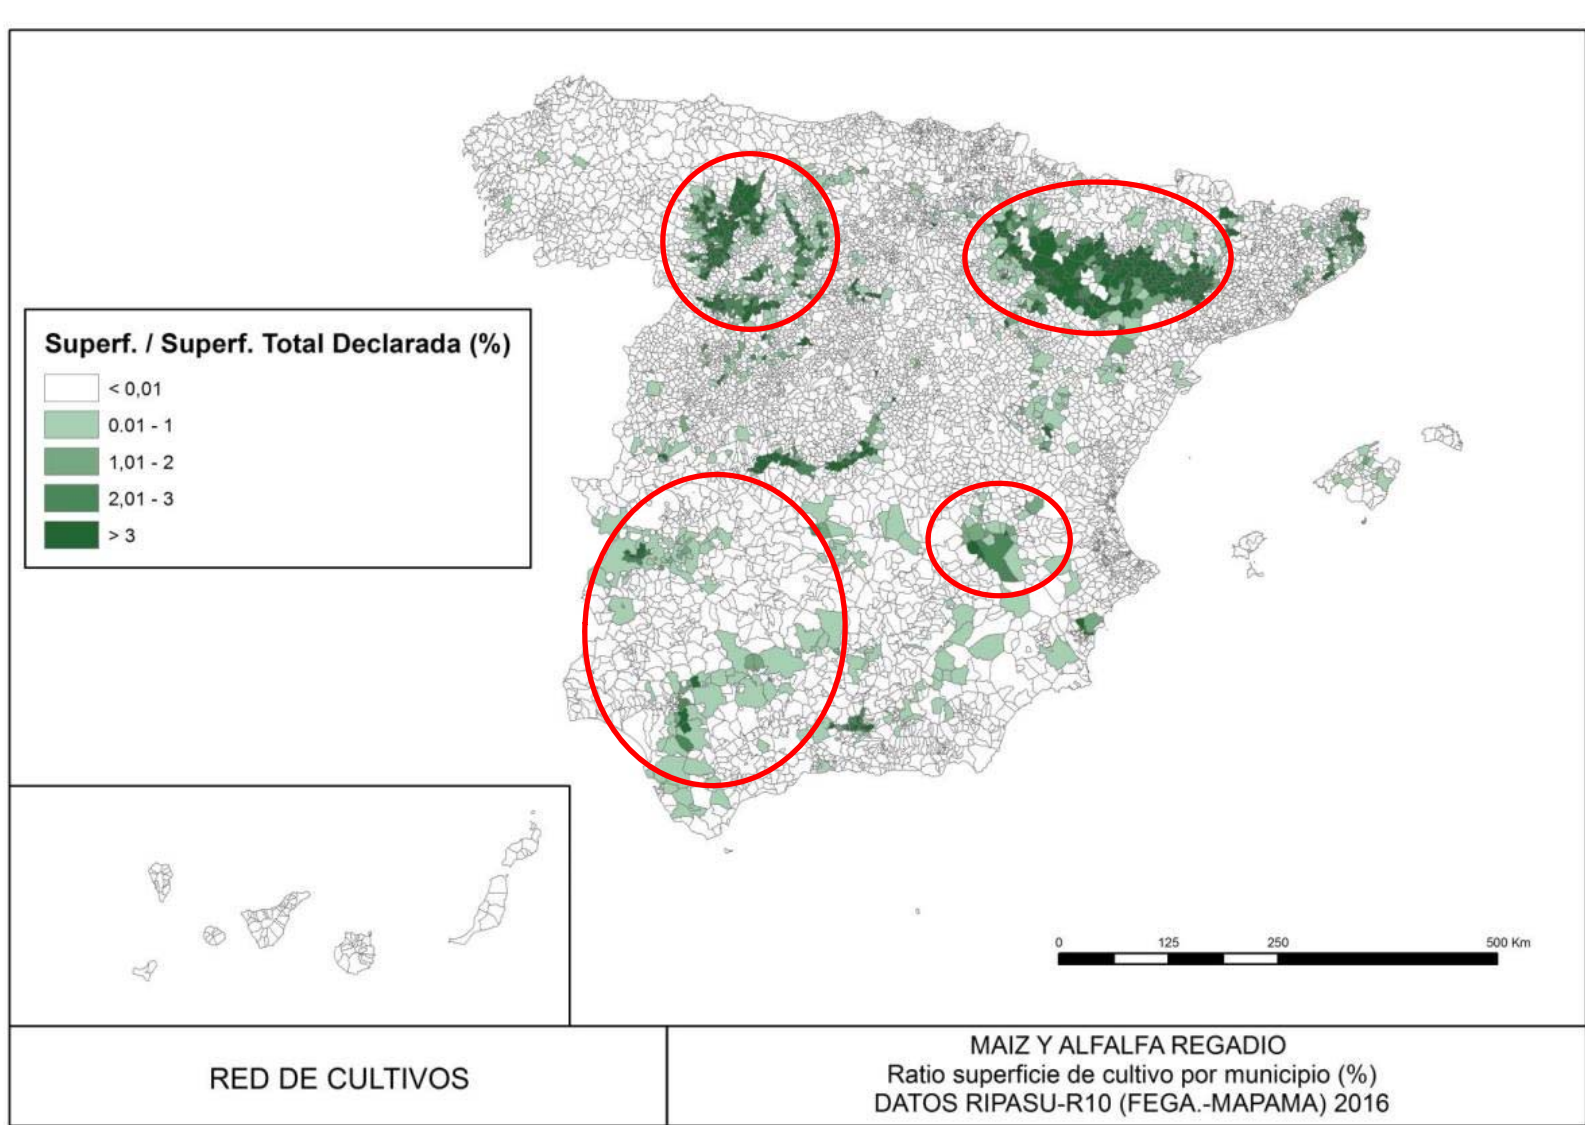 Superf. / Superf. Total Declarada (%)
< 0,01
0.01 - 1
1,01 - 2
2,01 - 3
> 3
0 125 250 500 Km
RED DE CULTIVOS
MAIZ Y ALFALFA REGADIO
Ratio superficie de cultivo por municipio (%)
DATOS RIPASU-R10 (FEGA.-MAPAMA) 2016